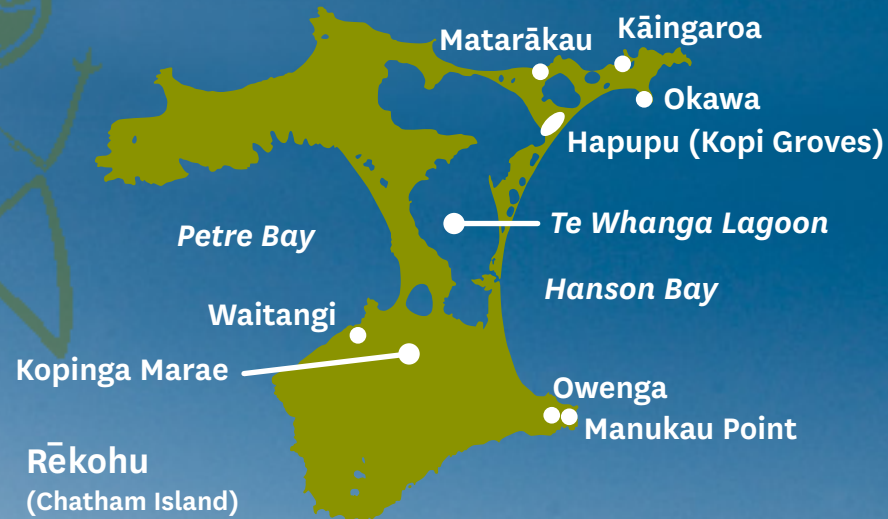 Kāingaroa
Matarākau
Okawa
Hapupu (Kopi Groves)
Te Whanga Lagoon
Petre Bay
Hanson Bay
Waitangi
Kopinga Marae
Owenga
Manukau Point
Rēkohu
(Chatham Island)